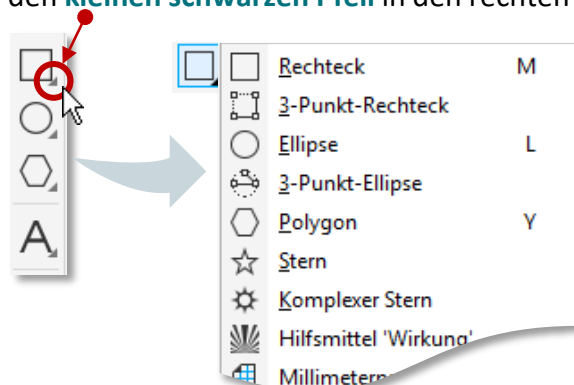 den kleinen schwarzen Pfeil in den rechten
A
Rechteck M
3-Punkt-Rechteck
Ellipse L
3-Punkt-Ellipse
Polygon Y
Stern
Komplexer Stern
Hilfsmittel 'Wirkung'